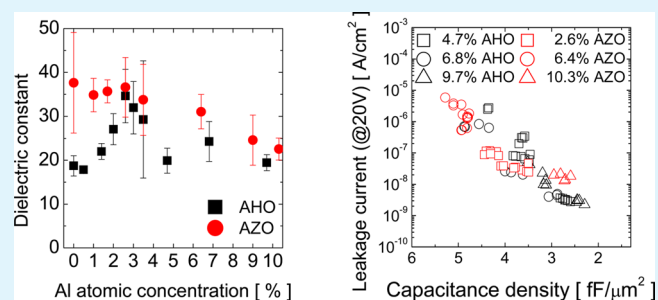 Dielectric constant
50
40
30
20
10
0
0 1 2 3 4 5 6 7 8 9 10
Al atomic concentration [ % ]
AHO
AZO
Leakage current (@20V) [ A/cm² ]
10⁻³
10⁻⁴
10⁻⁵
10⁻⁶
10⁻⁷
10⁻⁸
10⁻⁹
10⁻¹⁰
4.7% AHO 2.6% AZO
6.8% AHO 6.4% AZO
9.7% AHO 10.3% AZO
6 5 4 3 2
Capacitance density [ fF/μm² ]